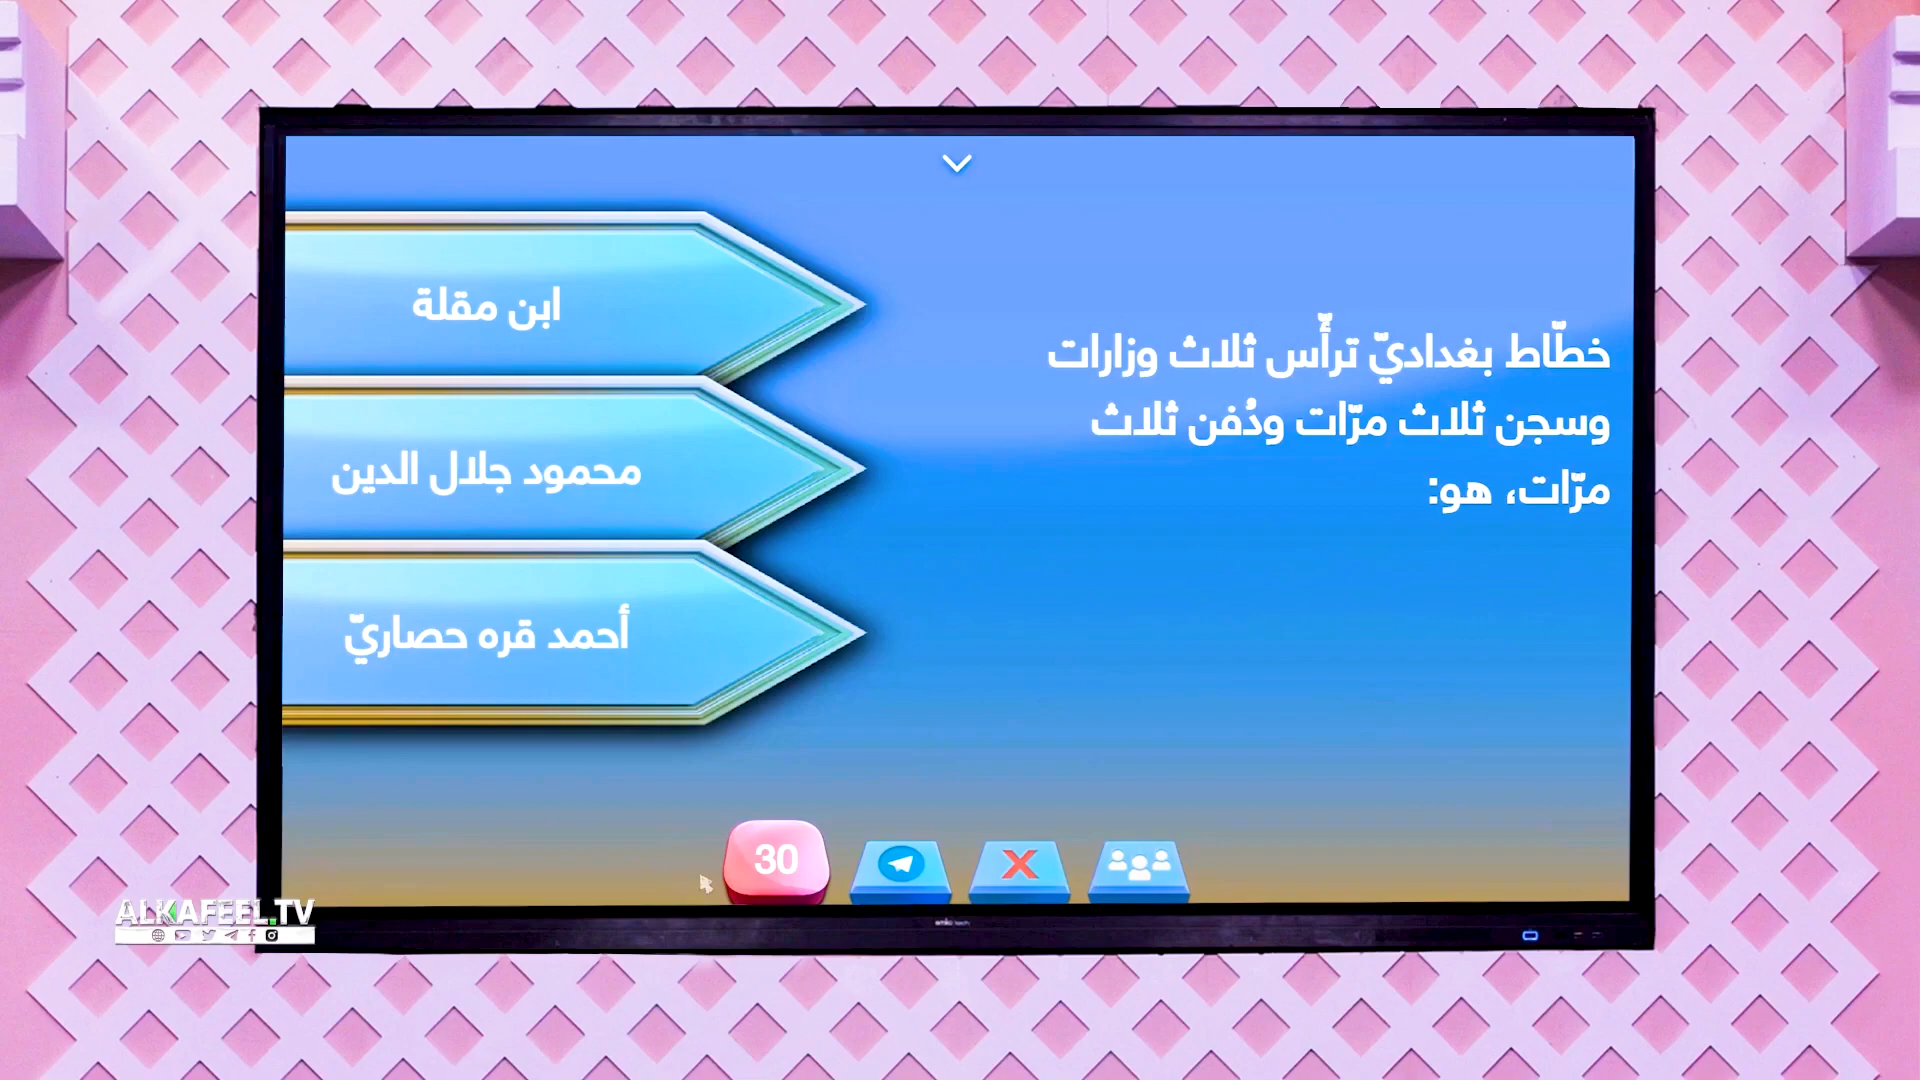 خطّاط بغداديّ ترأّس ثلاث وزارات
وسجن ثلاث مرّات ودُفن ثلاث
مرّات، هو:
ابن مقلة
محمود جلال الدين
أحمد قره حصاريّ
30
ALKAFEEL.TV